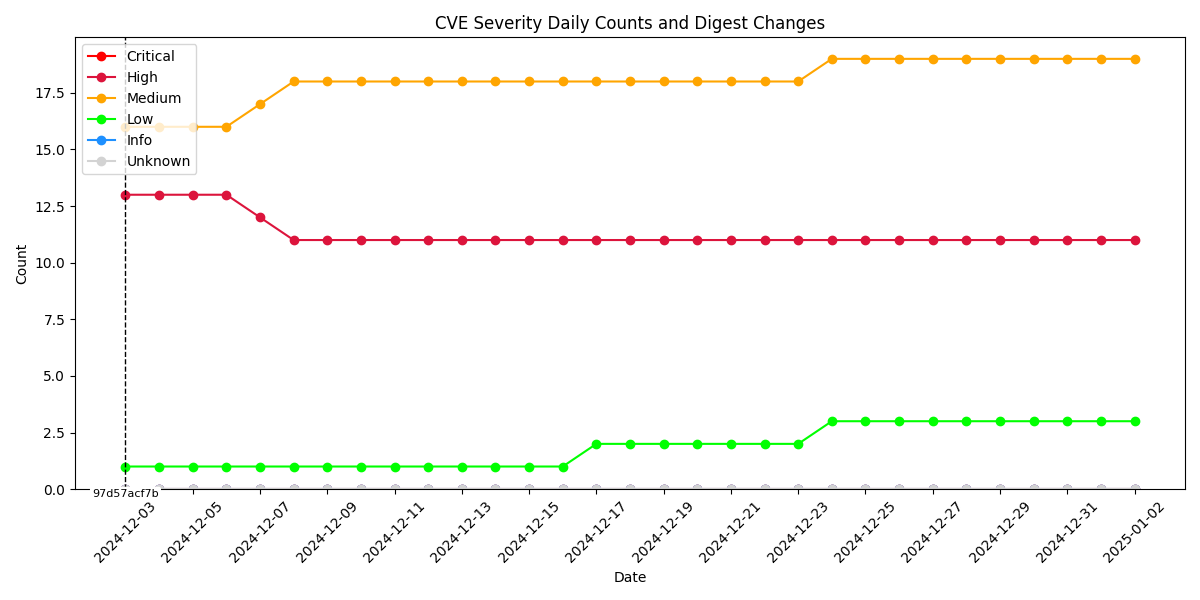 CVE Severity Daily Counts and Digest Changes
Critical
High
Medium
Low
Info
Unknown
17.5
15.0
12.5
10.0
7.5
5.0
2.5
0.0
Count
97d57acf7b
2024-12-03
2024-12-05
2024-12-07
2024-12-09
2024-12-11
2024-12-13
2024-12-15
2024-12-17
2024-12-19
2024-12-21
2024-12-23
2024-12-25
2024-12-27
2024-12-29
2024-12-31
2025-01-02
Date